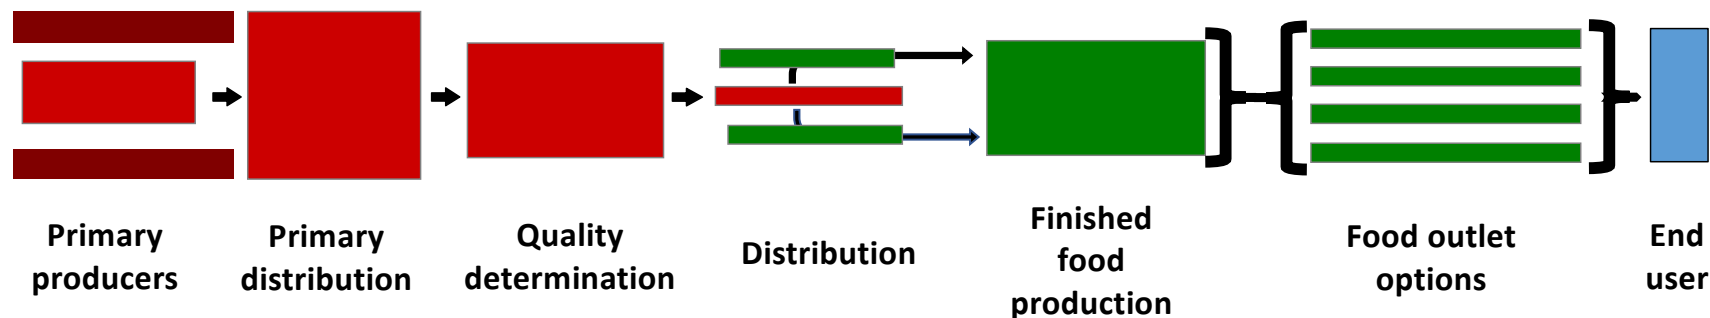 Primary
producers
Primary
distribution
Quality
determination
Distribution
Finished
food
production
Food outlet
options
End
user